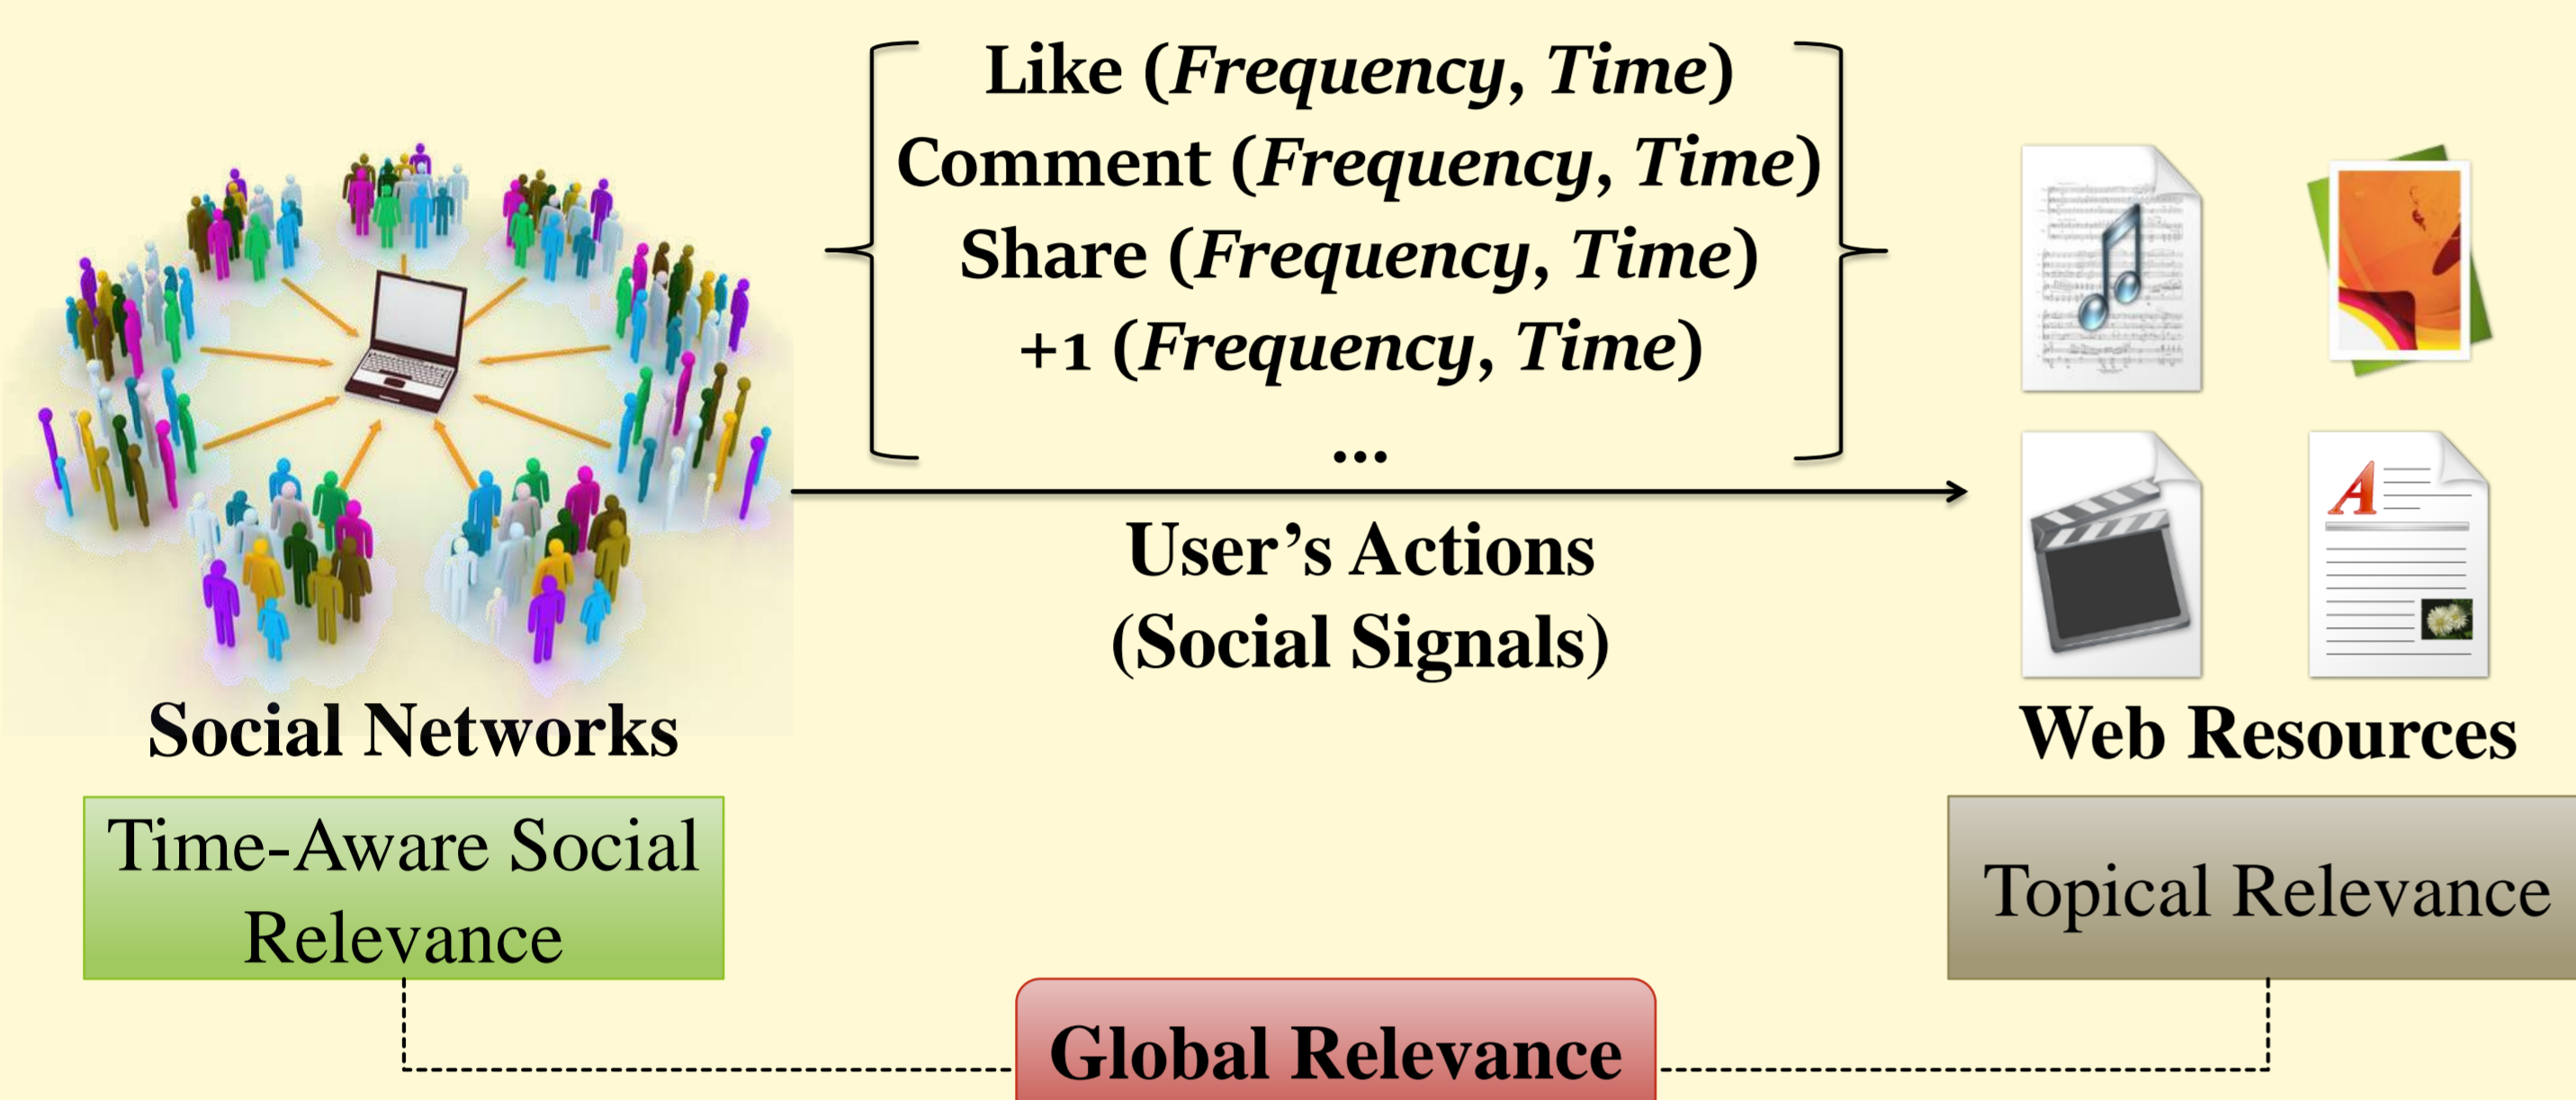 Like (Frequency, Time)
Comment (Frequency, Time)
Share (Frequency, Time)
+1 (Frequency, Time)
...
User’s Actions
(Social Signals)
Social Networks
Web Resources
Time-Aware Social
Relevance
Topical Relevance
Global Relevance
A